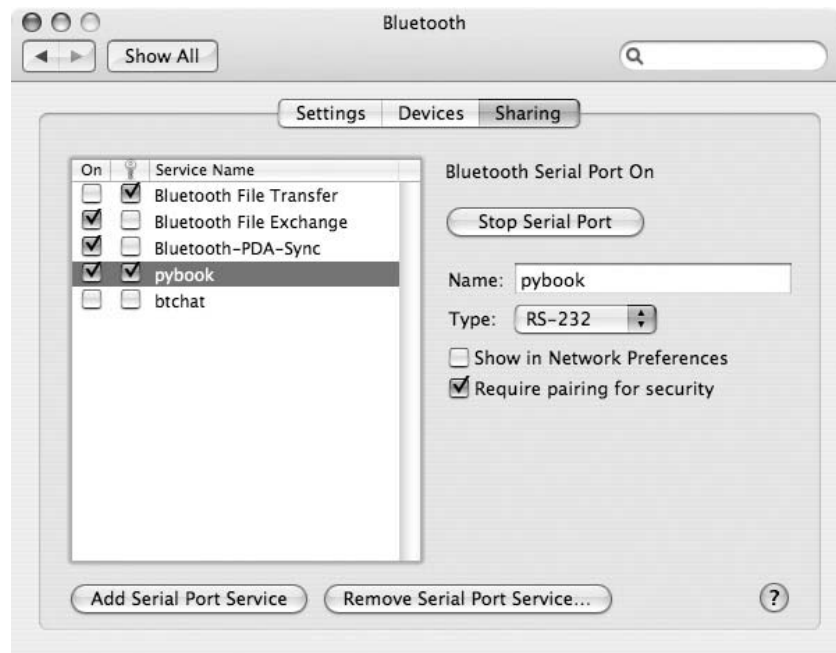 Bluetooth
Show All
Settings Devices Sharing
On Service Name
Bluetooth File Transfer
Bluetooth File Exchange
Bluetooth-PDA-Sync
pybook
btchat
Bluetooth Serial Port On
Stop Serial Port
Name: pybook
Type: RS-232
Show in Network Preferences
Require pairing for security
Add Serial Port Service Remove Serial Port Service... ?